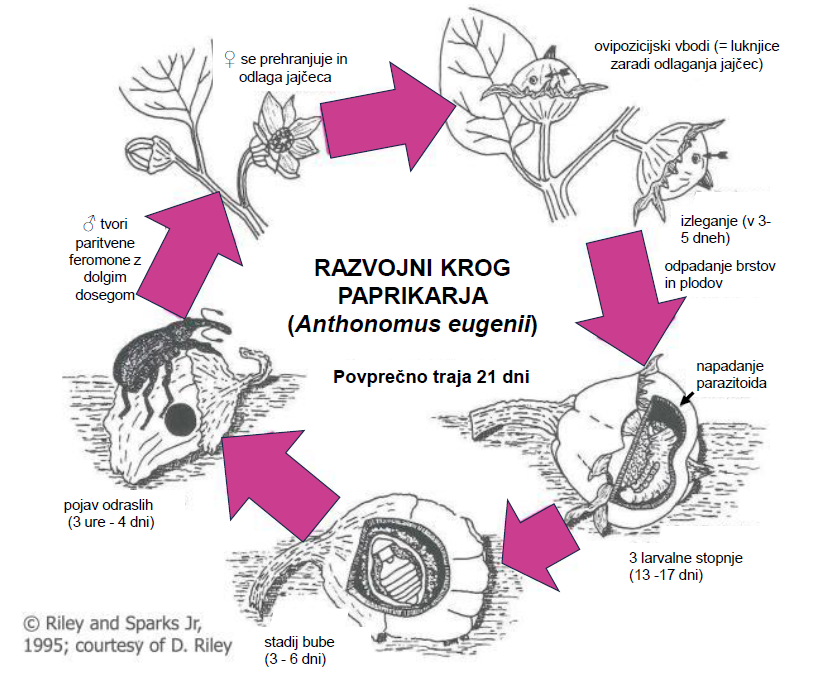 ♀ se prehranjuje in
odlaga jajčeca
ovipozicijski vbodi (= luknjice
zaradi odlaganja jajčec)
izleganje (v 3-
5 dneh)
odpadanje brstov
in plodov
♂ tvori
paritvene
feromone z
dolgim
dosegom
RAZVOJNI KROG
PAPRIKARJA
(Anthonomus eugenii)
Povprečno traja 21 dni
napadanje
parazitoida
3 larvalne stopnje
(13 -17 dni)
stadij bube
(3 - 6 dni)
pojav odraslih
(3 ure - 4 dni)
© Riley and Sparks Jr,
1995; courtesy of D. Riley